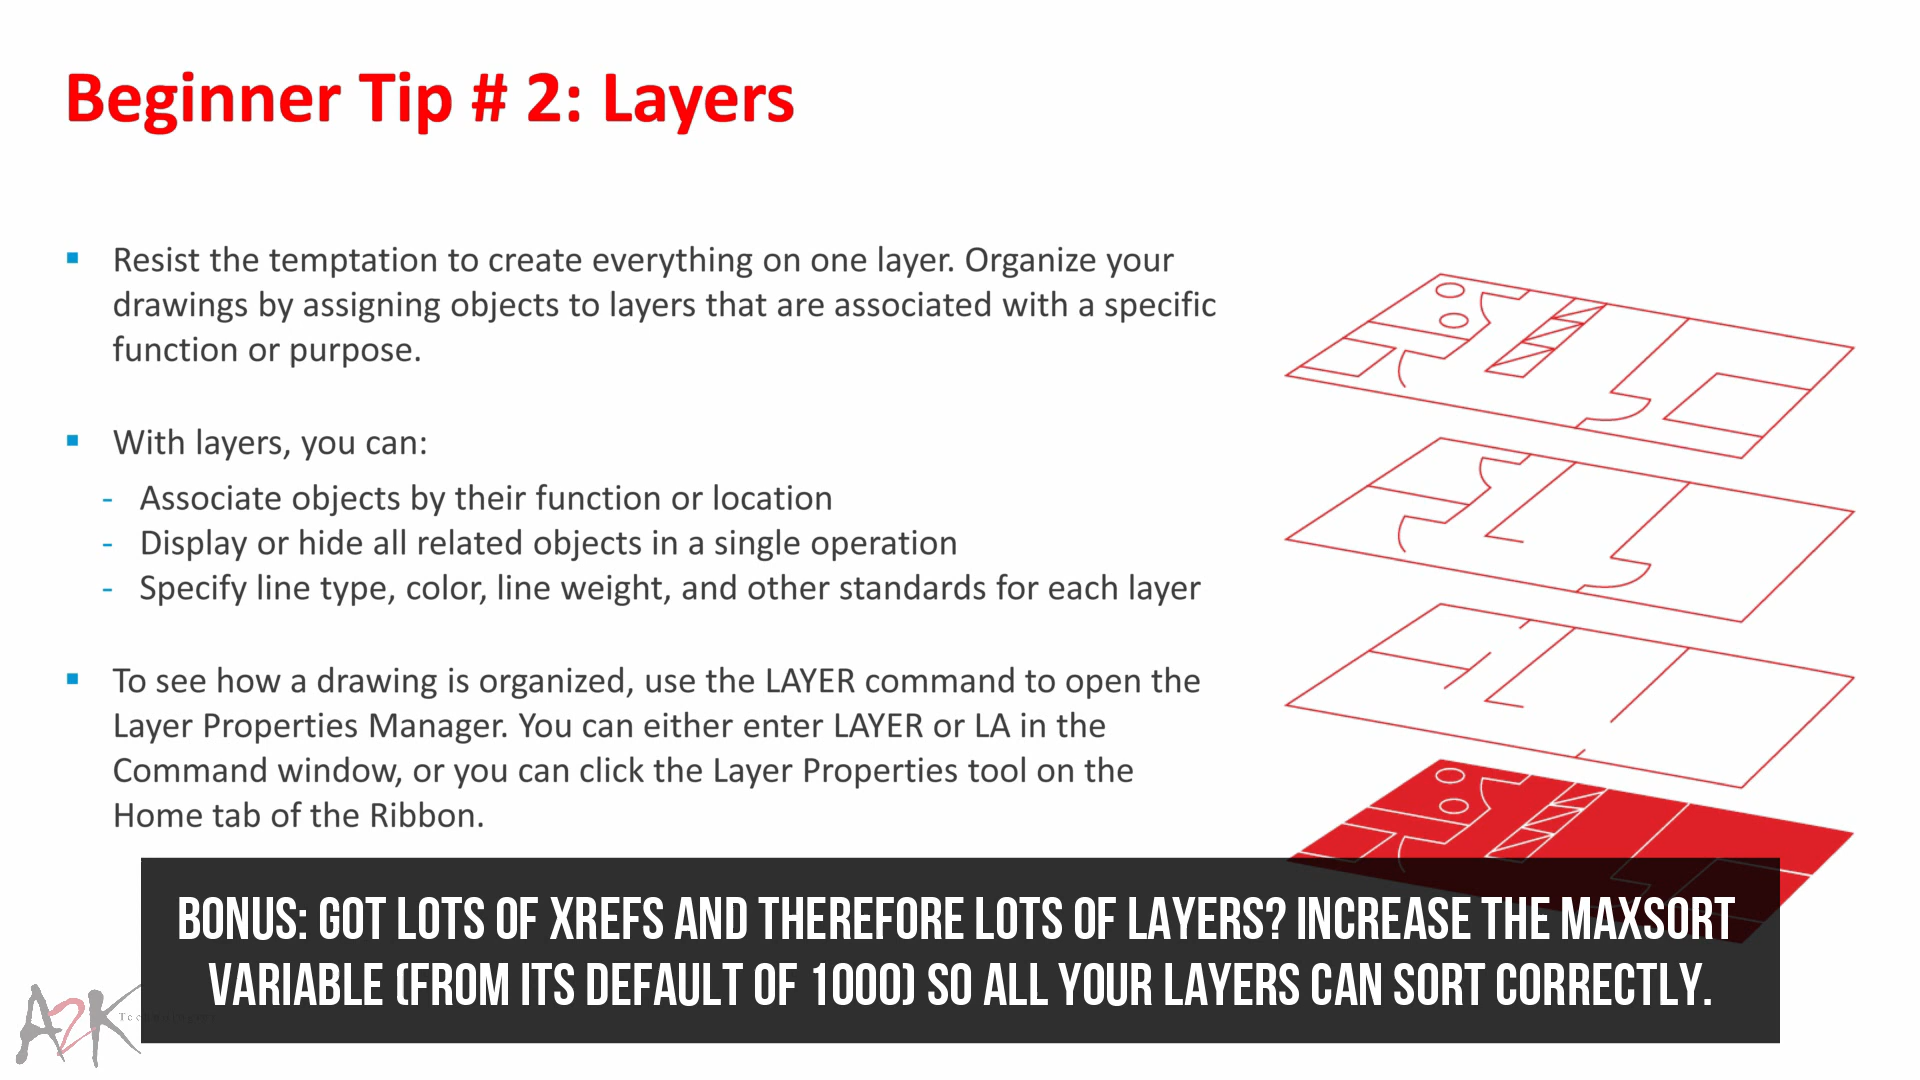 Beginner Tip # 2: Layers
▪ Resist the temptation to create everything on one layer. Organize your
drawings by assigning objects to layers that are associated with a specific
function or purpose.
▪ With layers, you can:
- Associate objects by their function or location
- Display or hide all related objects in a single operation
- Specify line type, color, line weight, and other standards for each layer
▪ To see how a drawing is organized, use the LAYER command to open the
Layer Properties Manager. You can either enter LAYER or LA in the
Command window, or you can click the Layer Properties tool on the
Home tab of the Ribbon.
BONUS: GOT LOTS OF XREFS AND THEREFORE LOTS OF LAYERS? INCREASE THE MAXSORT
VARIABLE (FROM ITS DEFAULT OF 1000) SO ALL YOUR LAYERS CAN SORT CORRECTLY.
A2K